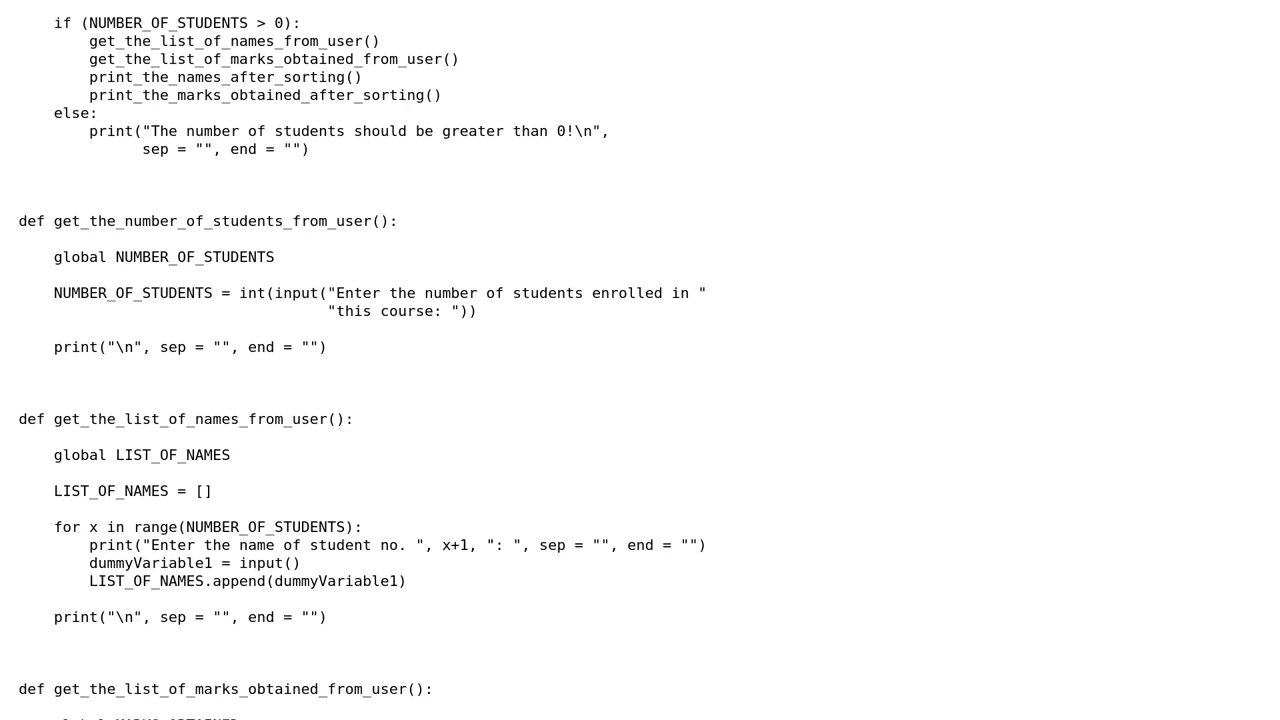 if (NUMBER_OF_STUDENTS > 0):
        get_the_list_of_names_from_user()
        get_the_list_of_marks_obtained_from_user()
        print_the_names_after_sorting()
        print_the_marks_obtained_after_sorting()
    else:
        print("The number of students should be greater than 0!\n",
              sep = "", end = "")
def get_the_number_of_students_from_user():
    global NUMBER_OF_STUDENTS
    NUMBER_OF_STUDENTS = int(input("Enter the number of students enrolled in "
                                   "this course: "))
    print("\n", sep = "", end = "")
def get_the_list_of_names_from_user():
    global LIST_OF_NAMES
    LIST_OF_NAMES = []
    for x in range(NUMBER_OF_STUDENTS):
        print("Enter the name of student no. ", x+1, ": ", sep = "", end = "")
        dummyVariable1 = input()
        LIST_OF_NAMES.append(dummyVariable1)
    print("\n", sep = "", end = "")
def get_the_list_of_marks_obtained_from_user():